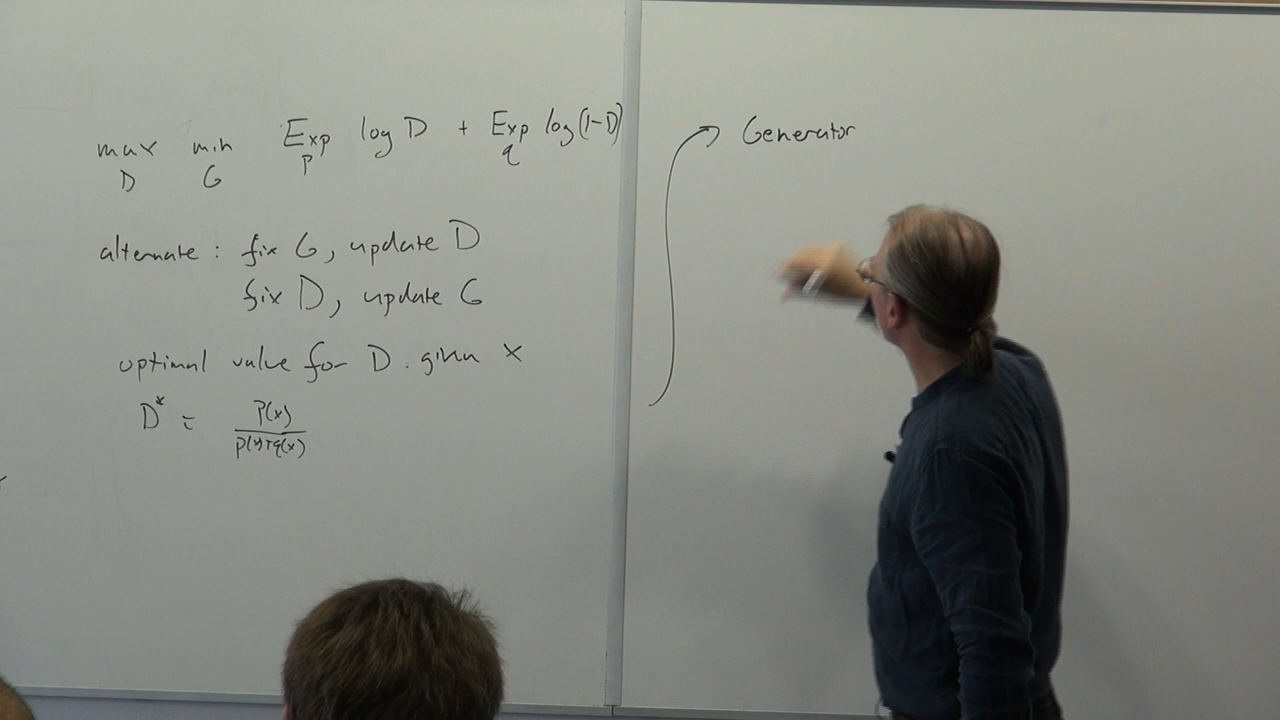 max min Exp log D + Exp log(1-D)
D G p q
alternate : fix G, update D
fix D, update G
optimal value for D . given x
D* = p(x)
p(x)+q(x)
Generator